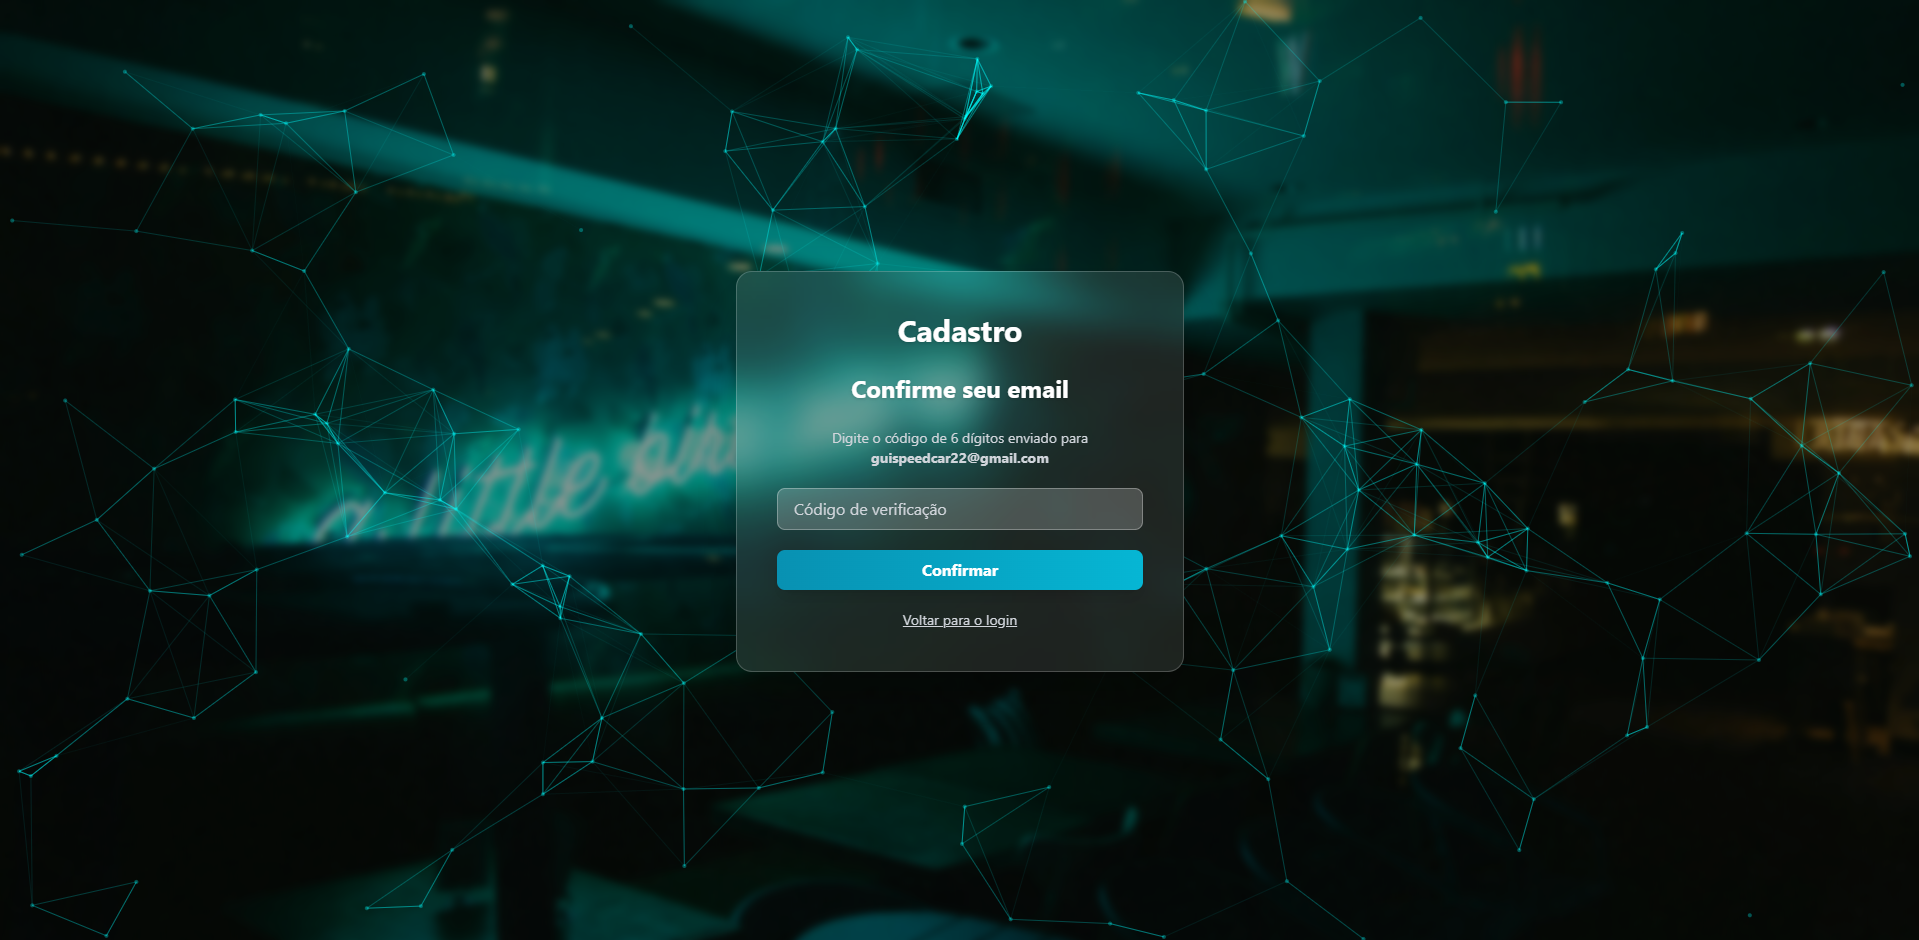 Cadastro
Confirme seu email
Digite o código de 6 dígitos enviado para
guispeedcar22@gmail.com
Código de verificação
Confirmar
Voltar para o login
a little